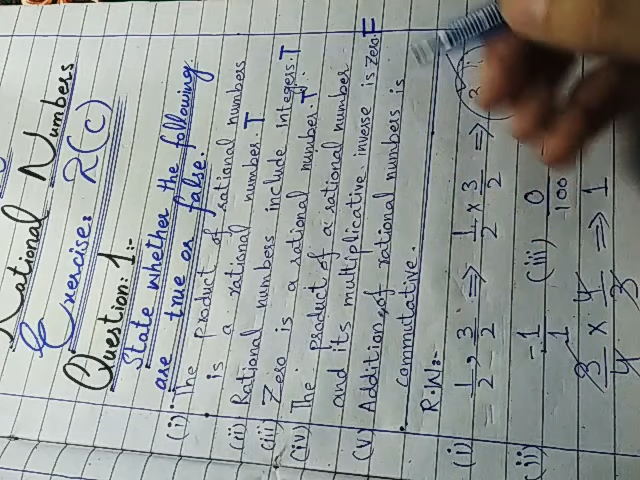 Rational Numbers
Exercise: 2(C)
Question: 1:-
State whether the following
are true or false.
(i) The product of rational numbers
is a rational number. T
(ii) Rational numbers include integers. T
(iii) Zero is a rational number. T
(iv) The product of a rational number
and its multiplicative inverse is zero. F
(v) Addition of rational numbers is
commutative.
R.W:-
(i) 1/2, 3/2 => 1/2 × 3/2 =>
(ii) -1/1 (iii) 0/100
3/4 × 4/3 => 1